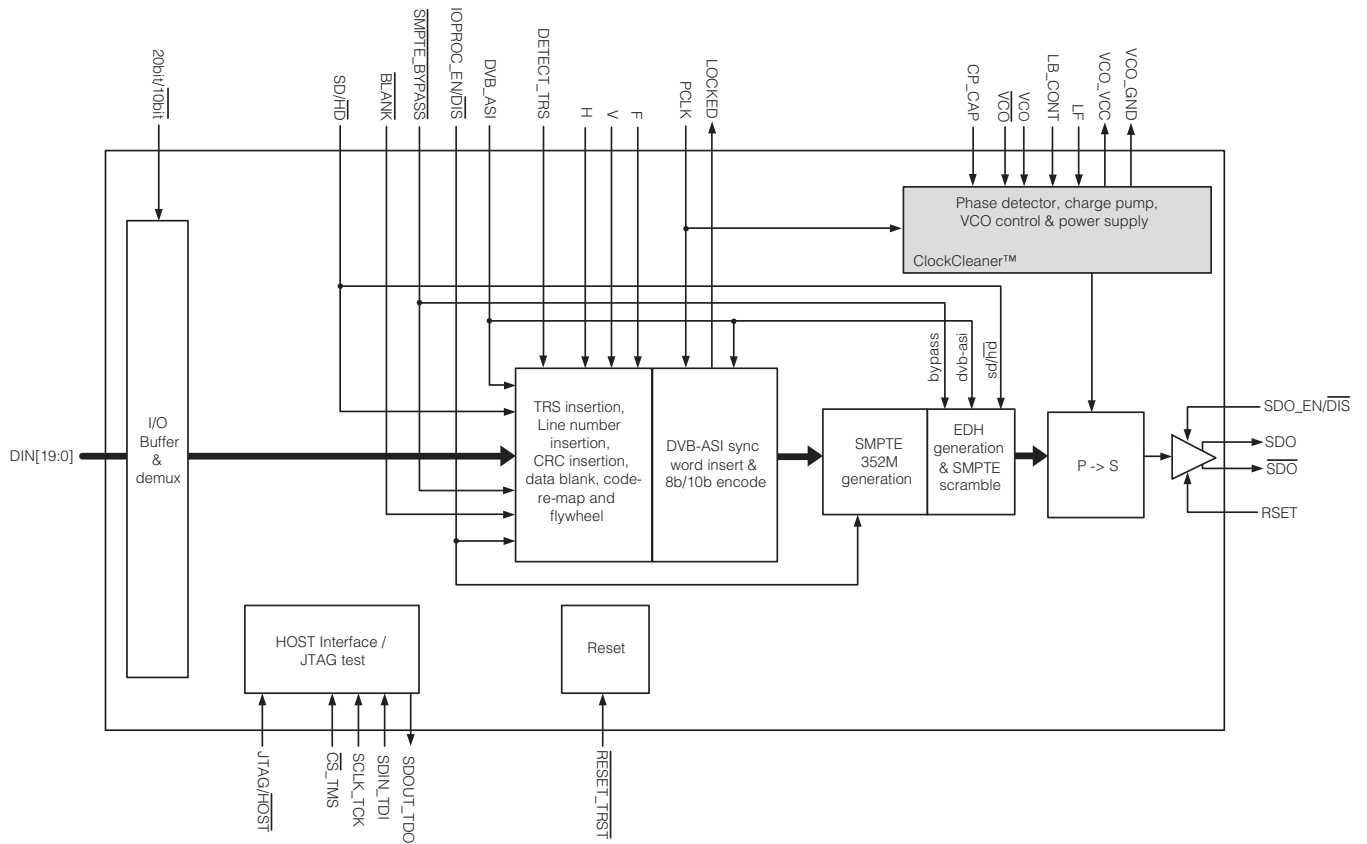 20bit/10bit
SD/HD
BLANK
SMPTE_BYPASS
IOPROC_EN/DIS
DVB_ASI
DETECT_TRS
H
V
F
PCLK
LOCKED
CP_CAP
VCO
VCO
LB_CONT
LF
VCO_VCC
VCO_GND
Phase detector, charge pump,
VCO control & power supply
ClockCleaner™
bypass
dvb-asi
sd/hd
DIN[19:0]
I/O
Buffer
&
demux
TRS insertion,
Line number
insertion,
CRC insertion,
data blank, code-
re-map and
flywheel
DVB-ASI sync
word insert &
8b/10b encode
SMPTE
352M
generation
EDH
generation
& SMPTE
scramble
P -> S
SDO_EN/DIS
SDO
SDO
RSET
HOST Interface /
JTAG test
Reset
JTAG/HOST
CS_TMS
SCLK_TCK
SDIN_TDI
SDOUT_TDO
RESET_TRST